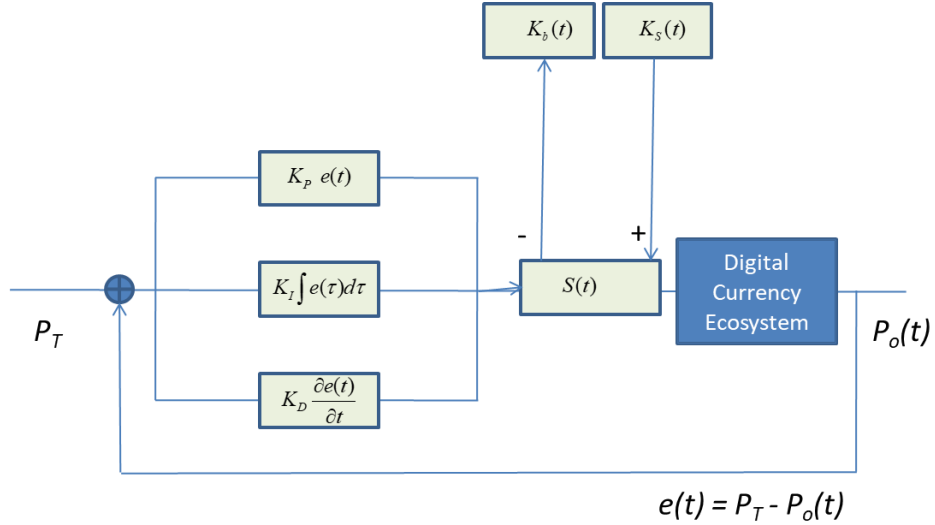 K_b(t)
K_S(t)
K_P e(t)
-
+
K_I ∫ e(τ)dτ
S(t)
Digital
Currency
Ecosystem
P_T
P_o(t)
K_D ∂e(t)/∂t
e(t) = P_T - P_o(t)